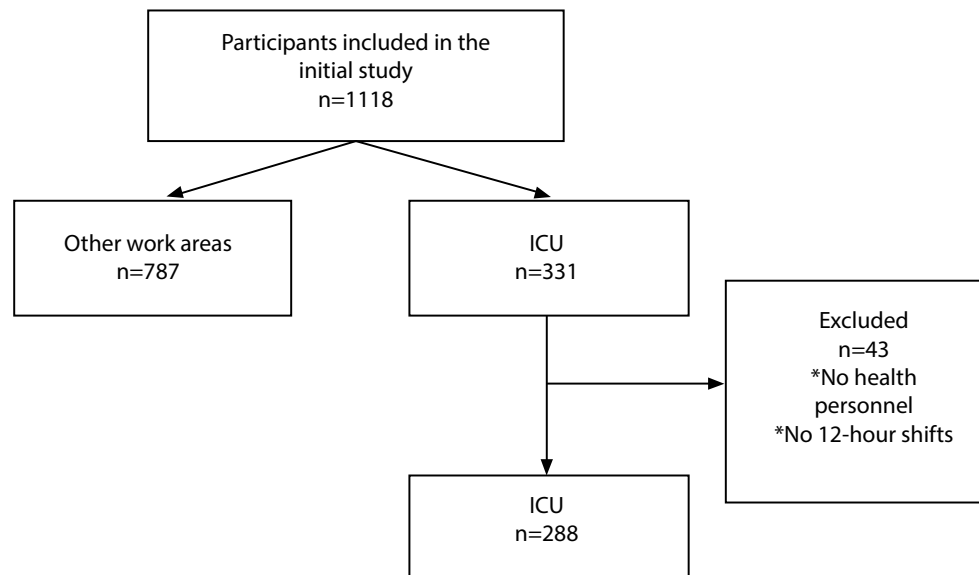 Participants included in the
initial study
n=1118
Other work areas
n=787
ICU
n=331
Excluded
n=43
*No health
personnel
*No 12-hour shifts
ICU
n=288